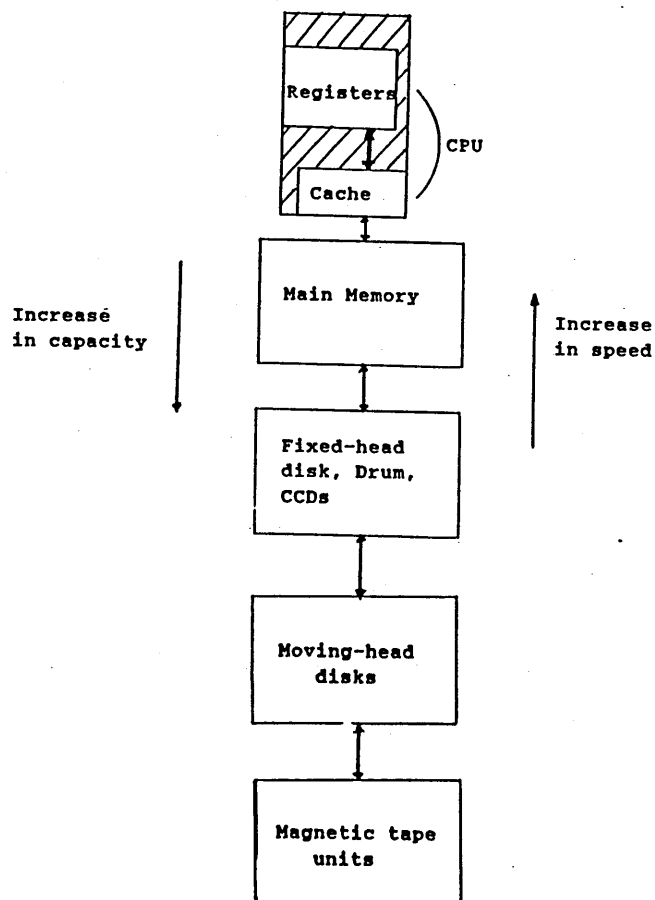 Registers
CPU
Cache
Main Memory
Increase
in capacity
Increase
in speed
Fixed-head
disk, Drum,
CCDs
Moving-head
disks
Magnetic tape
units